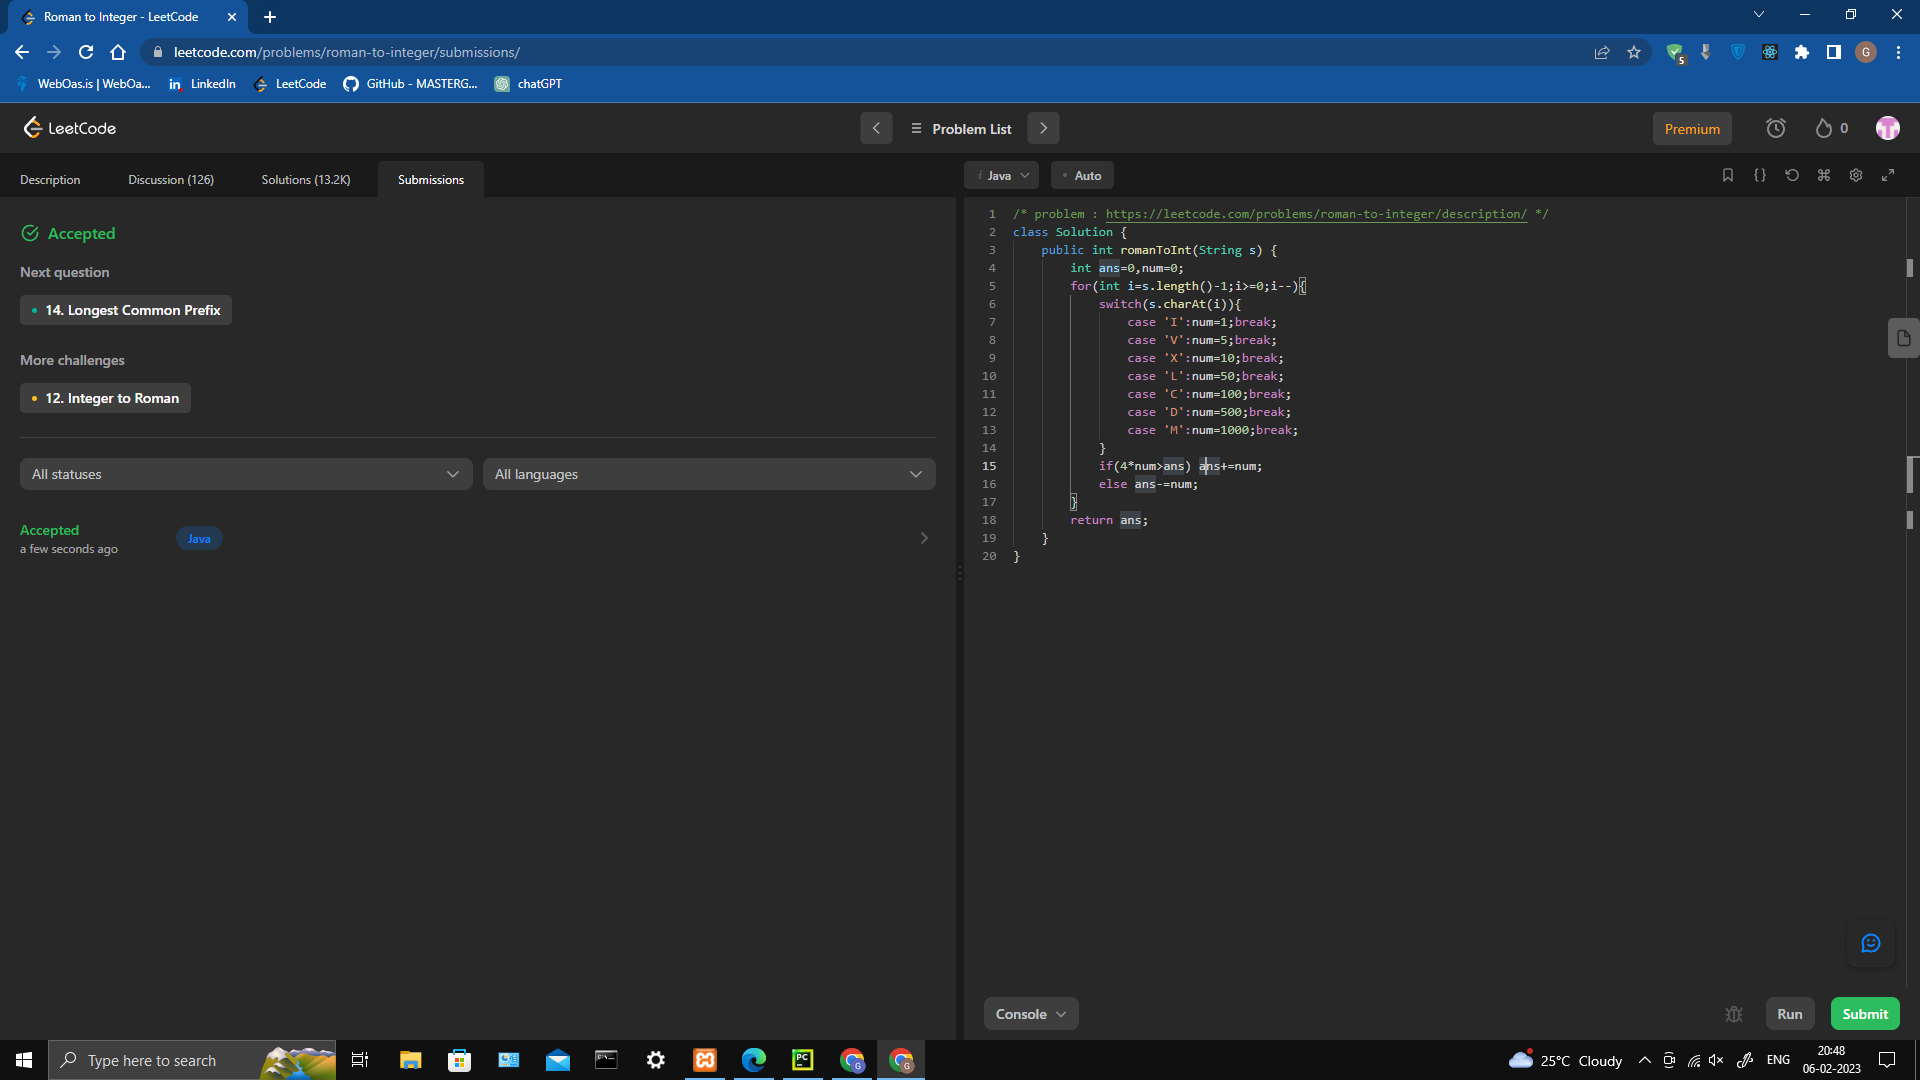 Roman to Integer - LeetCode
leetcode.com/problems/roman-to-integer/submissions/
5
G
WebOas.is | WebOa...
LinkedIn
LeetCode
GitHub - MASTERG...
chatGPT
LeetCode
Problem List
Premium
0
Description
Discussion (126)
Solutions (13.2K)
Submissions
i Java
Auto
Accepted
Next question
14. Longest Common Prefix
More challenges
12. Integer to Roman
All statuses
All languages
Accepted
a few seconds ago
Java
1 /* problem : https://leetcode.com/problems/roman-to-integer/description/ */
2 class Solution {
3 public int romanToInt(String s) {
4 int ans=0,num=0;
5 for(int i=s.length()-1;i>=0;i--){
6 switch(s.charAt(i)){
7 case 'I':num=1;break;
8 case 'V':num=5;break;
9 case 'X':num=10;break;
10 case 'L':num=50;break;
11 case 'C':num=100;break;
12 case 'D':num=500;break;
13 case 'M':num=1000;break;
14 }
15 if(4*num>ans) ans+=num;
16 else ans-=num;
17 }
18 return ans;
19 }
20 }
Console
Run
Submit
Type here to search
PC
G
G
25°C Cloudy
ENG
20:48
06-02-2023